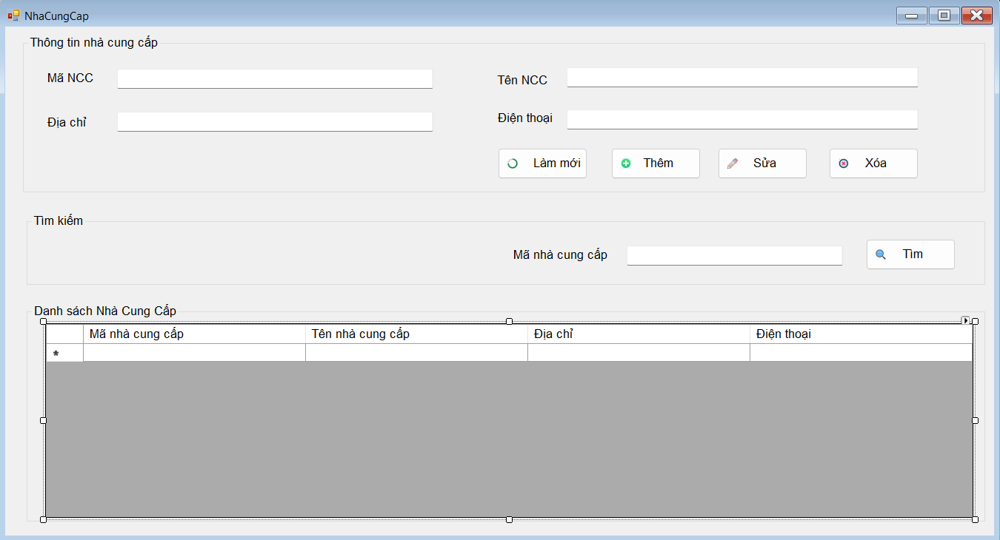 NhaCungCap
Thông tin nhà cung cấp
Mã NCC
Tên NCC
Địa chỉ
Điện thoại
Làm mới Thêm Sửa Xóa
Tìm kiếm
Mã nhà cung cấp Tìm
Danh sách Nhà Cung Cấp
Mã nhà cung cấp Tên nhà cung cấp Địa chỉ Điện thoại
*